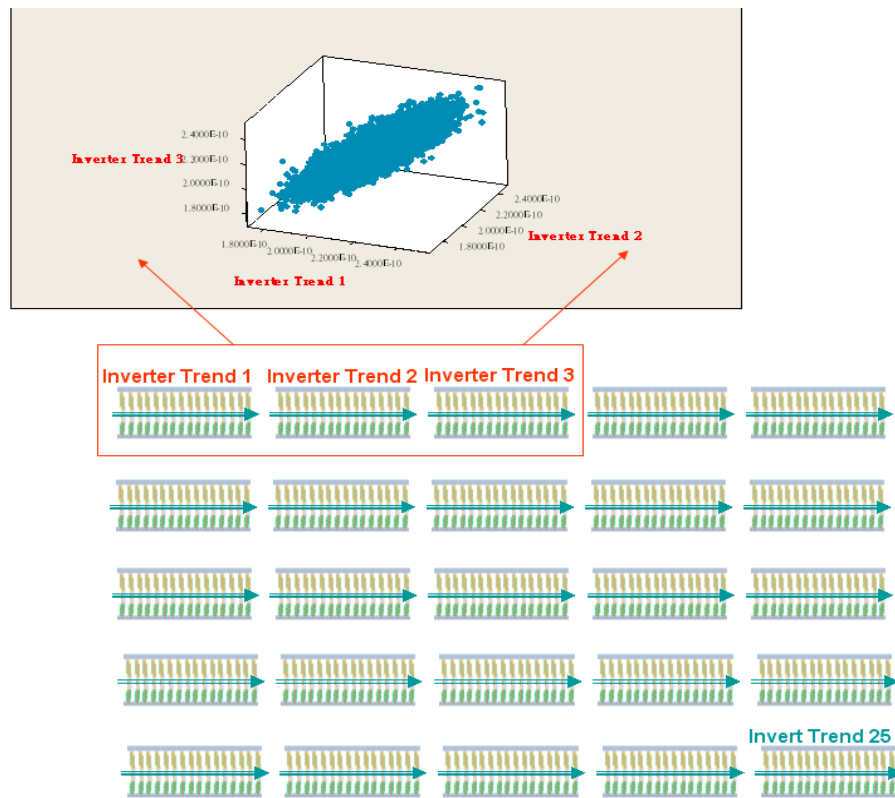 2.4000E-10
Inverter Trend 3
2.2000E-10
2.0000E-10
1.8000E-10
2.4000E-10
2.2000E-10
2.0000E-10
1.8000E-10
Inverter Trend 2
1.8000E-10
2.0000E-10
2.2000E-10
2.4000E-10
Inverter Trend 1
Inverter Trend 1 Inverter Trend 2 Inverter Trend 3
Invert Trend 25